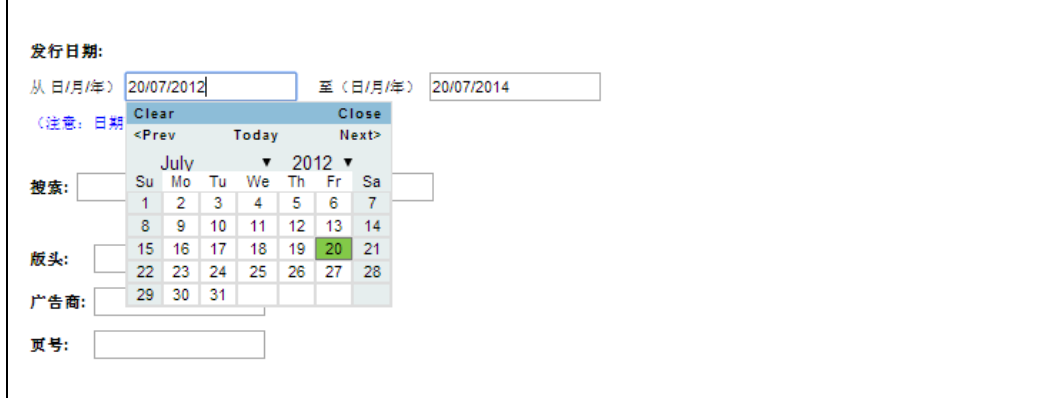 发行日期:
从 日/月/年） 20/07/2012 至（日/月/年） 20/07/2014
（注意：日期
Clear Close
<Prev Today Next>
July ▼ 2012 ▼
Su Mo Tu We Th Fr Sa
搜索:
1 2 3 4 5 6 7
8 9 10 11 12 13 14
15 16 17 18 19 20 21
版头:
22 23 24 25 26 27 28
29 30 31
广告商:
页号: